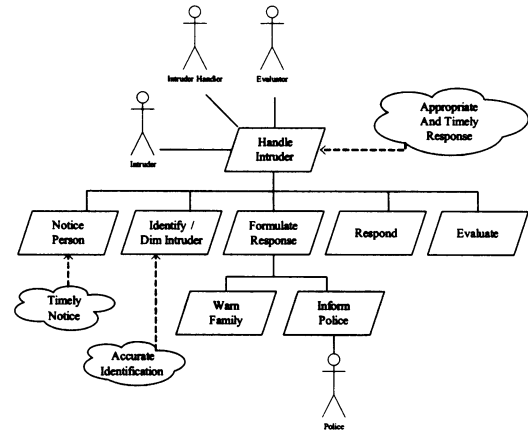 Intruder Handler
Evaluator
Appropriate
And Timely
Response
Intruder
Handle
Intruder
Notice
Person
Identify /
Dim Intruder
Formulate
Response
Respond
Evaluate
Timely
Notice
Warn
Family
Inform
Police
Accurate
Identification
Police